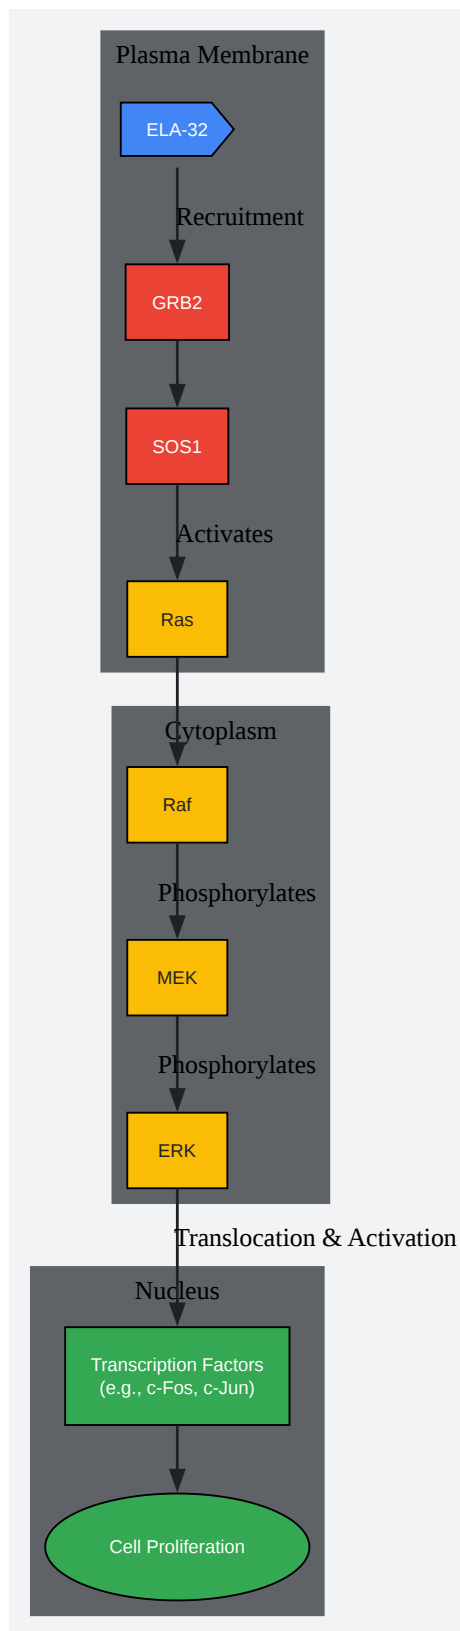 Plasma Membrane
ELA-32
Recruitment
GRB2
SOS1
Activates
Ras
Cytoplasm
Raf
Phosphorylates
MEK
Phosphorylates
ERK
Translocation & Activation
Nucleus
Transcription Factors
(e.g., c-Fos, c-Jun)
Cell Proliferation